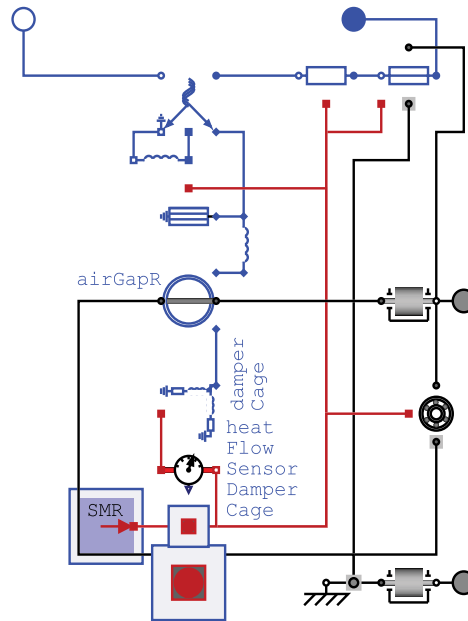 airGapR
damper
Cage
heat
Flow
Sensor
Damper
Cage
SMR